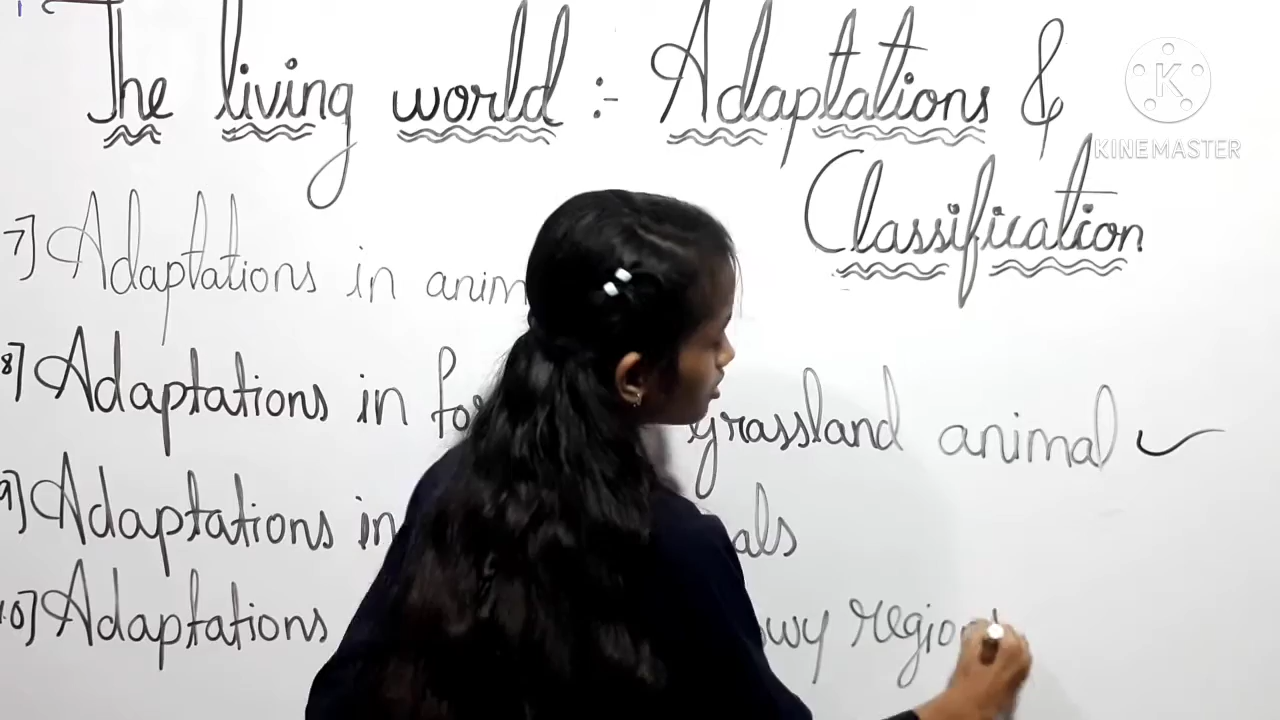 The living world :- Adaptations &
Classification
7] Adaptations in anim
8] Adaptations in for grassland animal ✓
9] Adaptations in als
10] Adaptations owy region
K
KINEMASTER